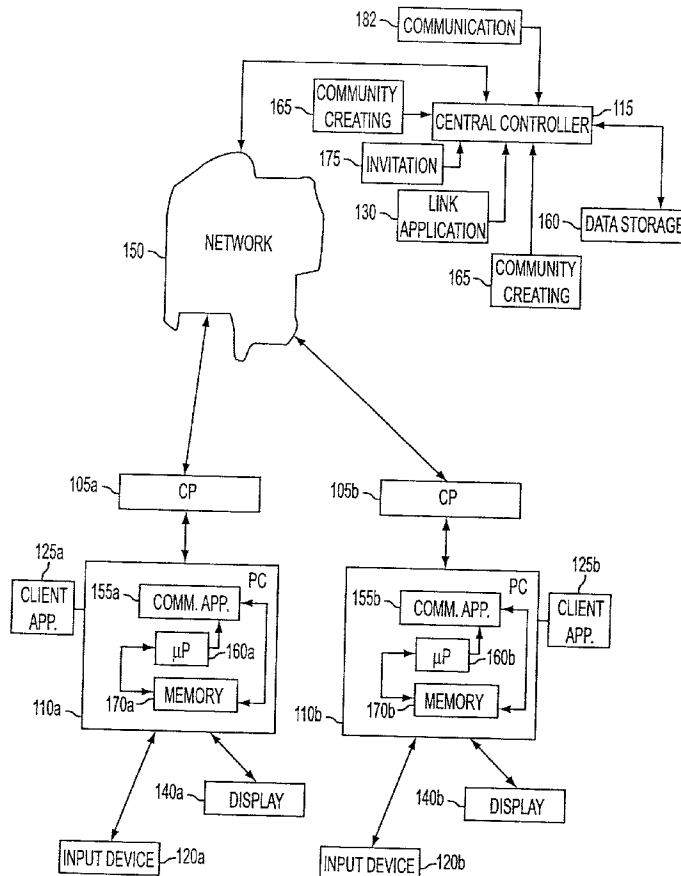 182
COMMUNICATION
165
COMMUNITY
CREATING
115
CENTRAL CONTROLLER
175
INVITATION
130
LINK
APPLICATION
160
DATA STORAGE
165
COMMUNITY
CREATING
150
NETWORK
105a
CP
105b
CP
125a
CLIENT
APP.
PC
155a
COMM. APP.
μP
160a
MEMORY
170a
110a
140a
DISPLAY
INPUT DEVICE
120a
125b
CLIENT
APP.
PC
155b
COMM. APP.
μP
160b
MEMORY
170b
110b
140b
DISPLAY
INPUT DEVICE
120b